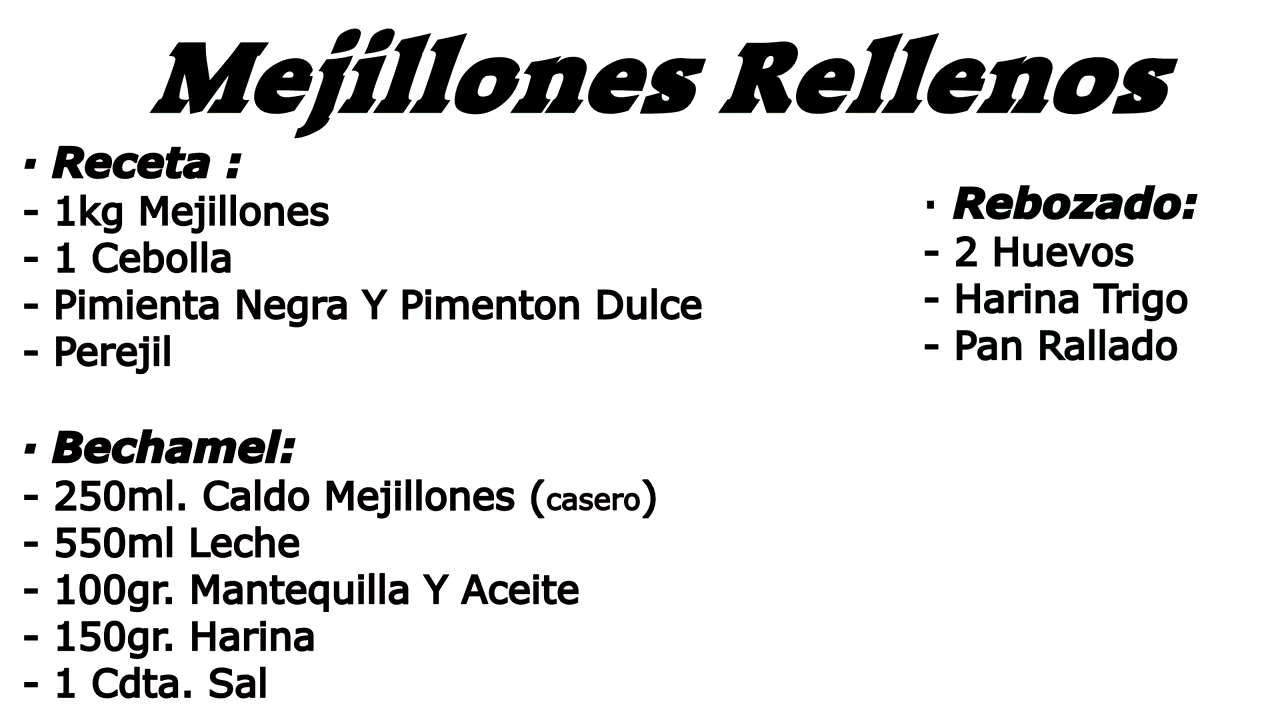 Mejillones Rellenos
· Receta :
- 1kg Mejillones
- 1 Cebolla
- Pimienta Negra Y Pimenton Dulce
- Perejil
· Bechamel:
- 250ml. Caldo Mejillones (casero)
- 550ml Leche
- 100gr. Mantequilla Y Aceite
- 150gr. Harina
- 1 Cdta. Sal
· Rebozado:
- 2 Huevos
- Harina Trigo
- Pan Rallado